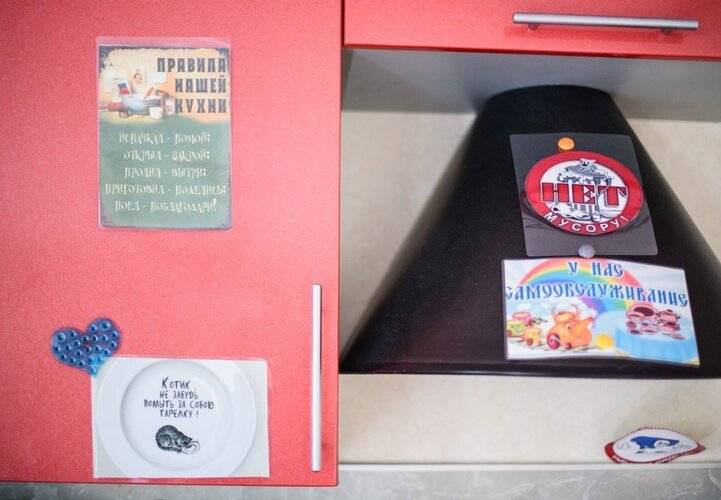 ПРАВИЛА
НАШЕЙ
КУХНИ
ИСПАЧКАЛ - ПОМОЙ;
ОТКРЫЛ - ЗАКРОЙ;
ПРОЛИЛ - ВЫТРИ;
ПРИГОТОВИЛ - ПОДЕЛИСЬ;
ПОЕЛ - ПОБЛАГОДАРИ!
НЕТ
МУСОРУ!
У НАС
САМООБСЛУЖИВАНИЕ
КОТИК,
НЕ ЗАБУДЬ
ПОМЫТЬ ЗА СОБОЮ
ТАРЕЛКУ!